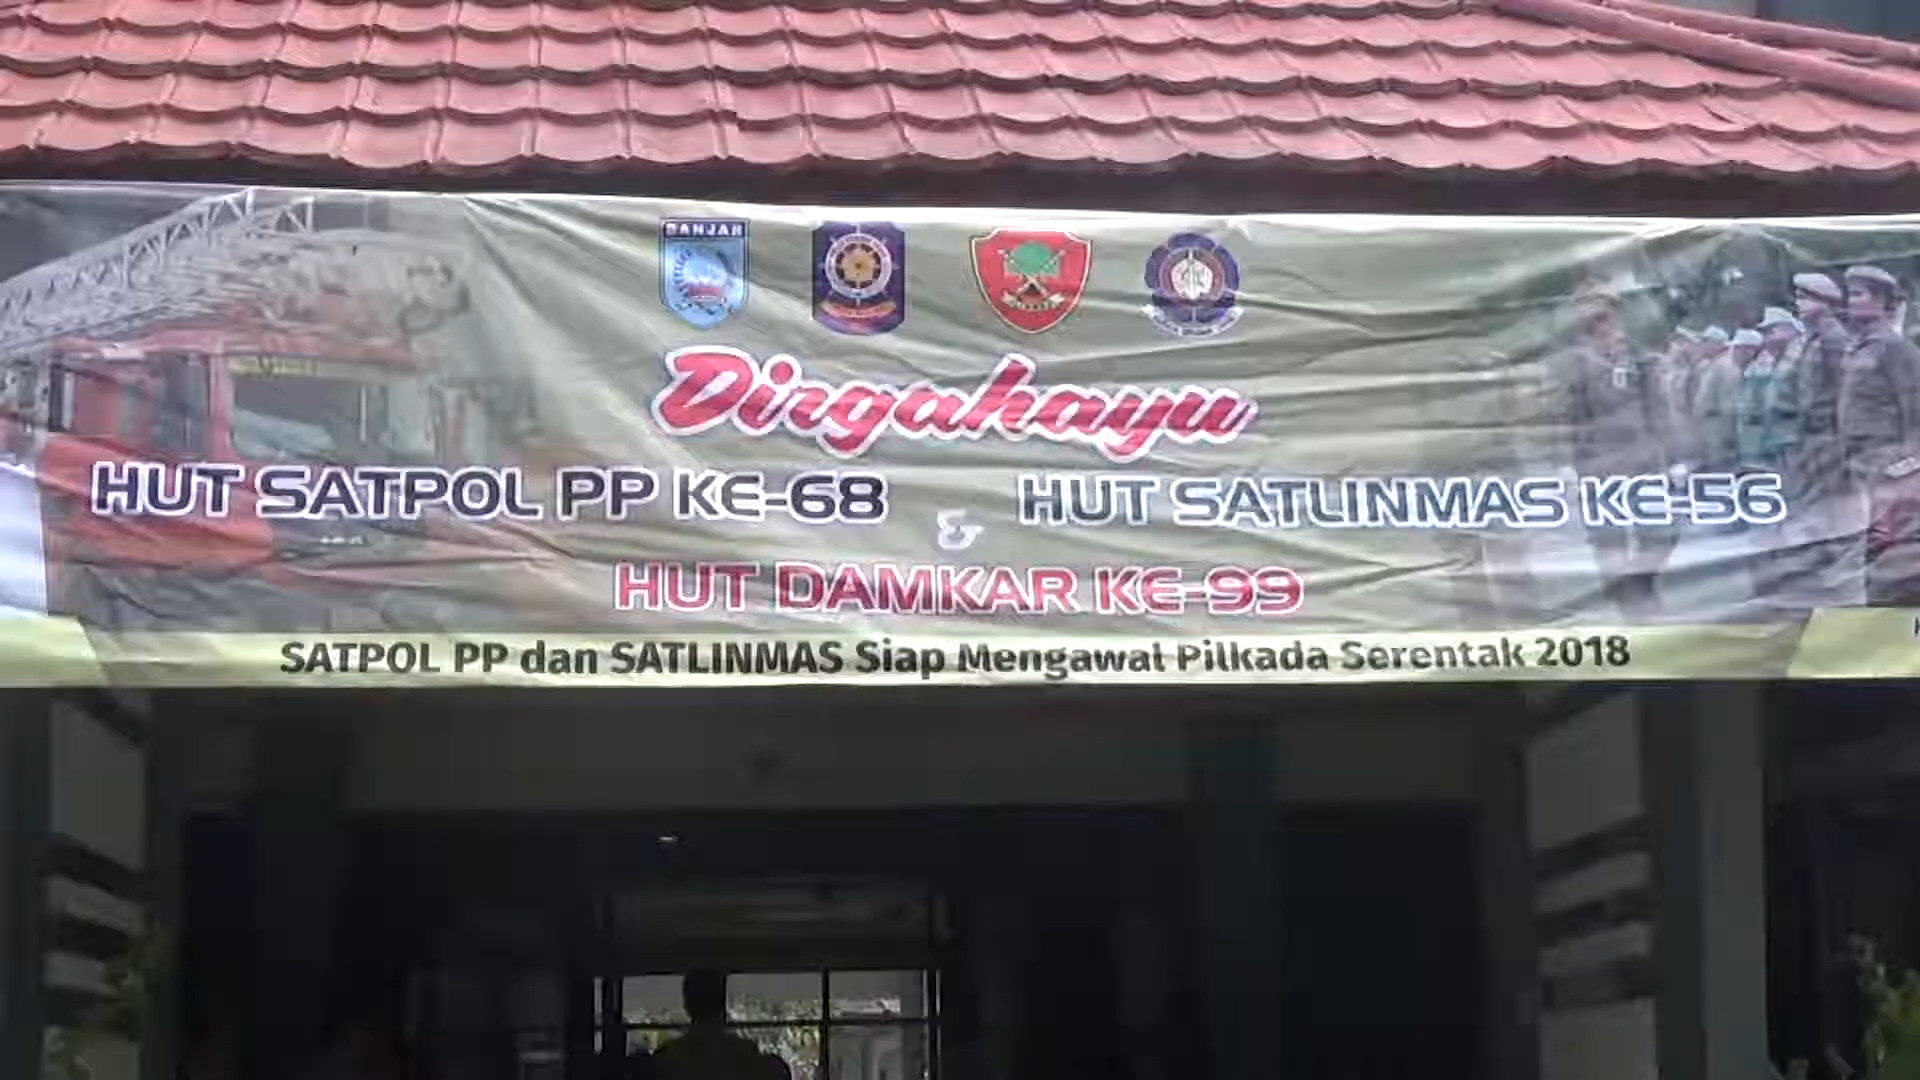 BANJAR
Dirgahayu
HUT SATPOL PP KE-68
&
HUT SATLINMAS KE-56
HUT DAMKAR KE-99
SATPOL PP dan SATLINMAS Siap Mengawal Pilkada Serentak 2018